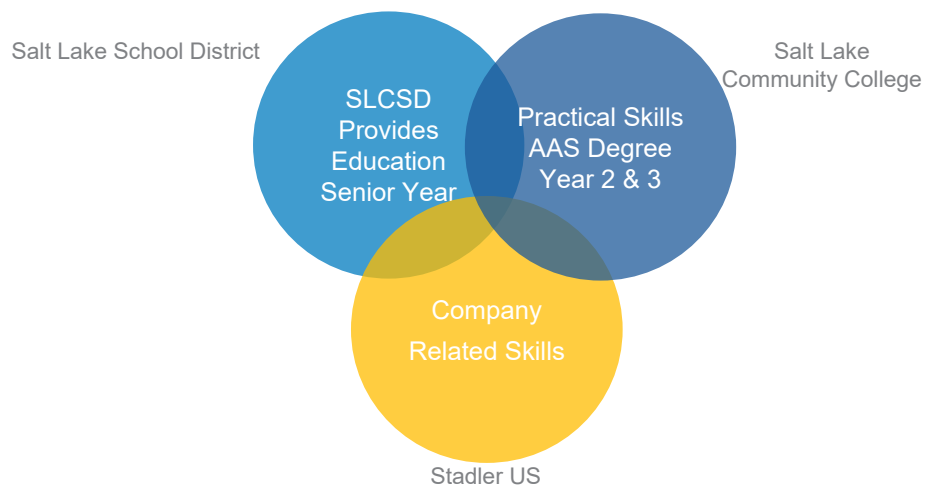 Salt Lake School District
SLCSD
Provides
Education
Senior Year
Practical Skills
AAS Degree
Year 2 & 3
Salt Lake
Community College
Company
Related Skills
Stadler US